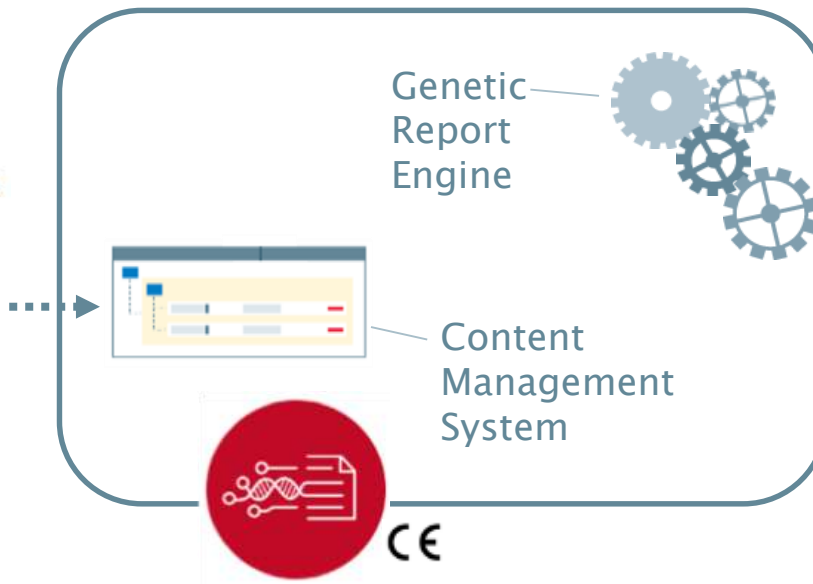 Genetic
Report
Engine
Content
Management
System
CE